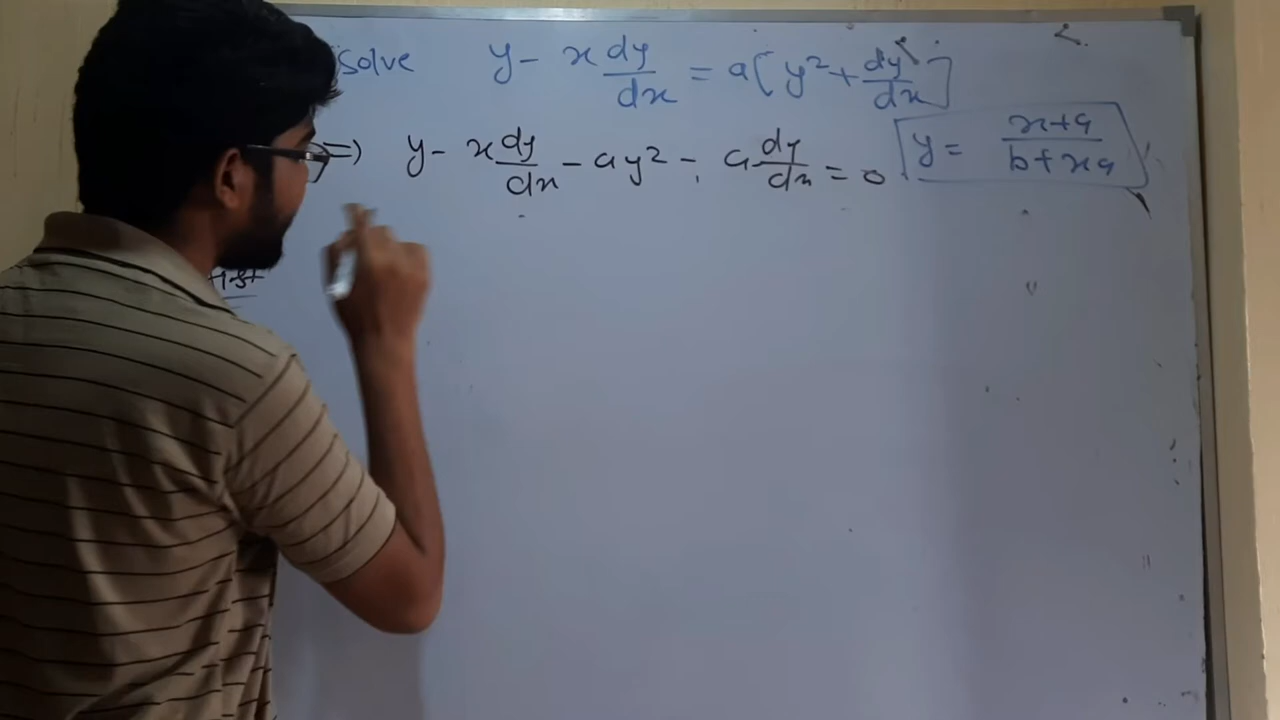 solve y - x dy/dx = a[y² + dy/dx]
=> y - x dy/dx - ay² - a dy/dx = 0
y = x+a / b+xa